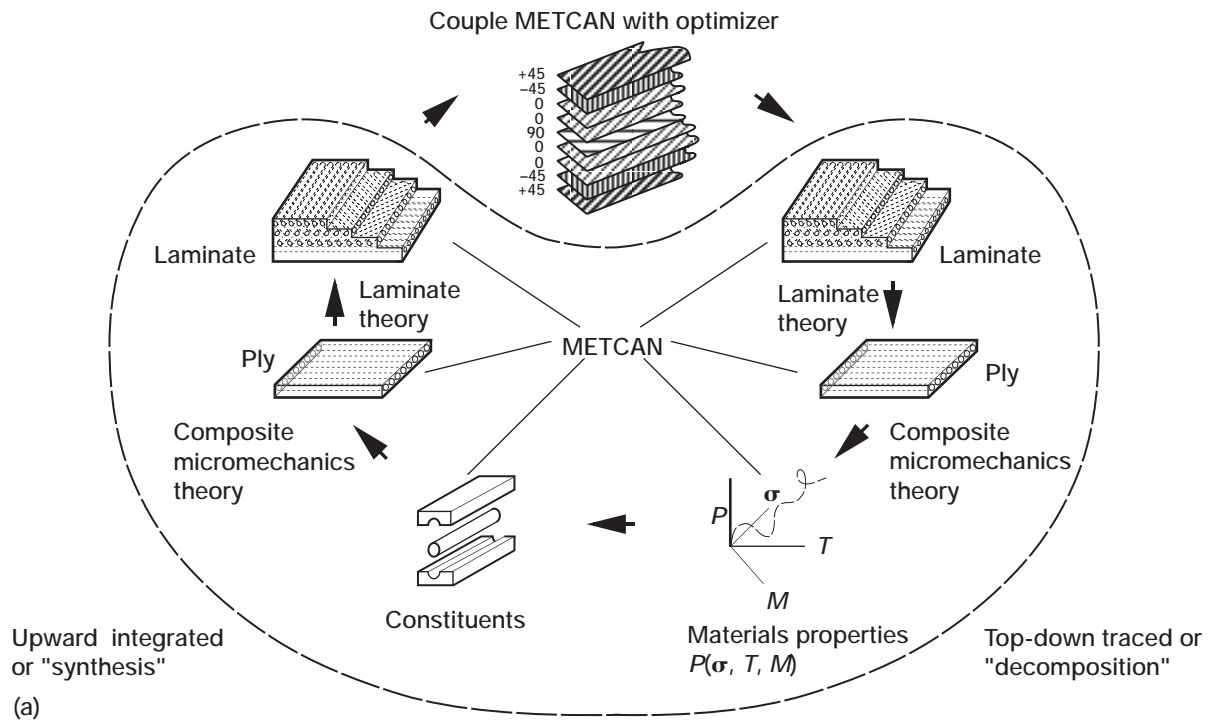 Couple METCAN with optimizer
+45
−45
0
0
90
0
0
−45
+45
Laminate
Laminate
theory
Ply
Composite
micromechanics
theory
Constituents
METCAN
Laminate
Laminate
theory
Ply
Composite
micromechanics
theory
P
σ
T
M
Materials properties
P(σ, T, M)
Upward integrated
or "synthesis"
Top-down traced or
"decomposition"
(a)